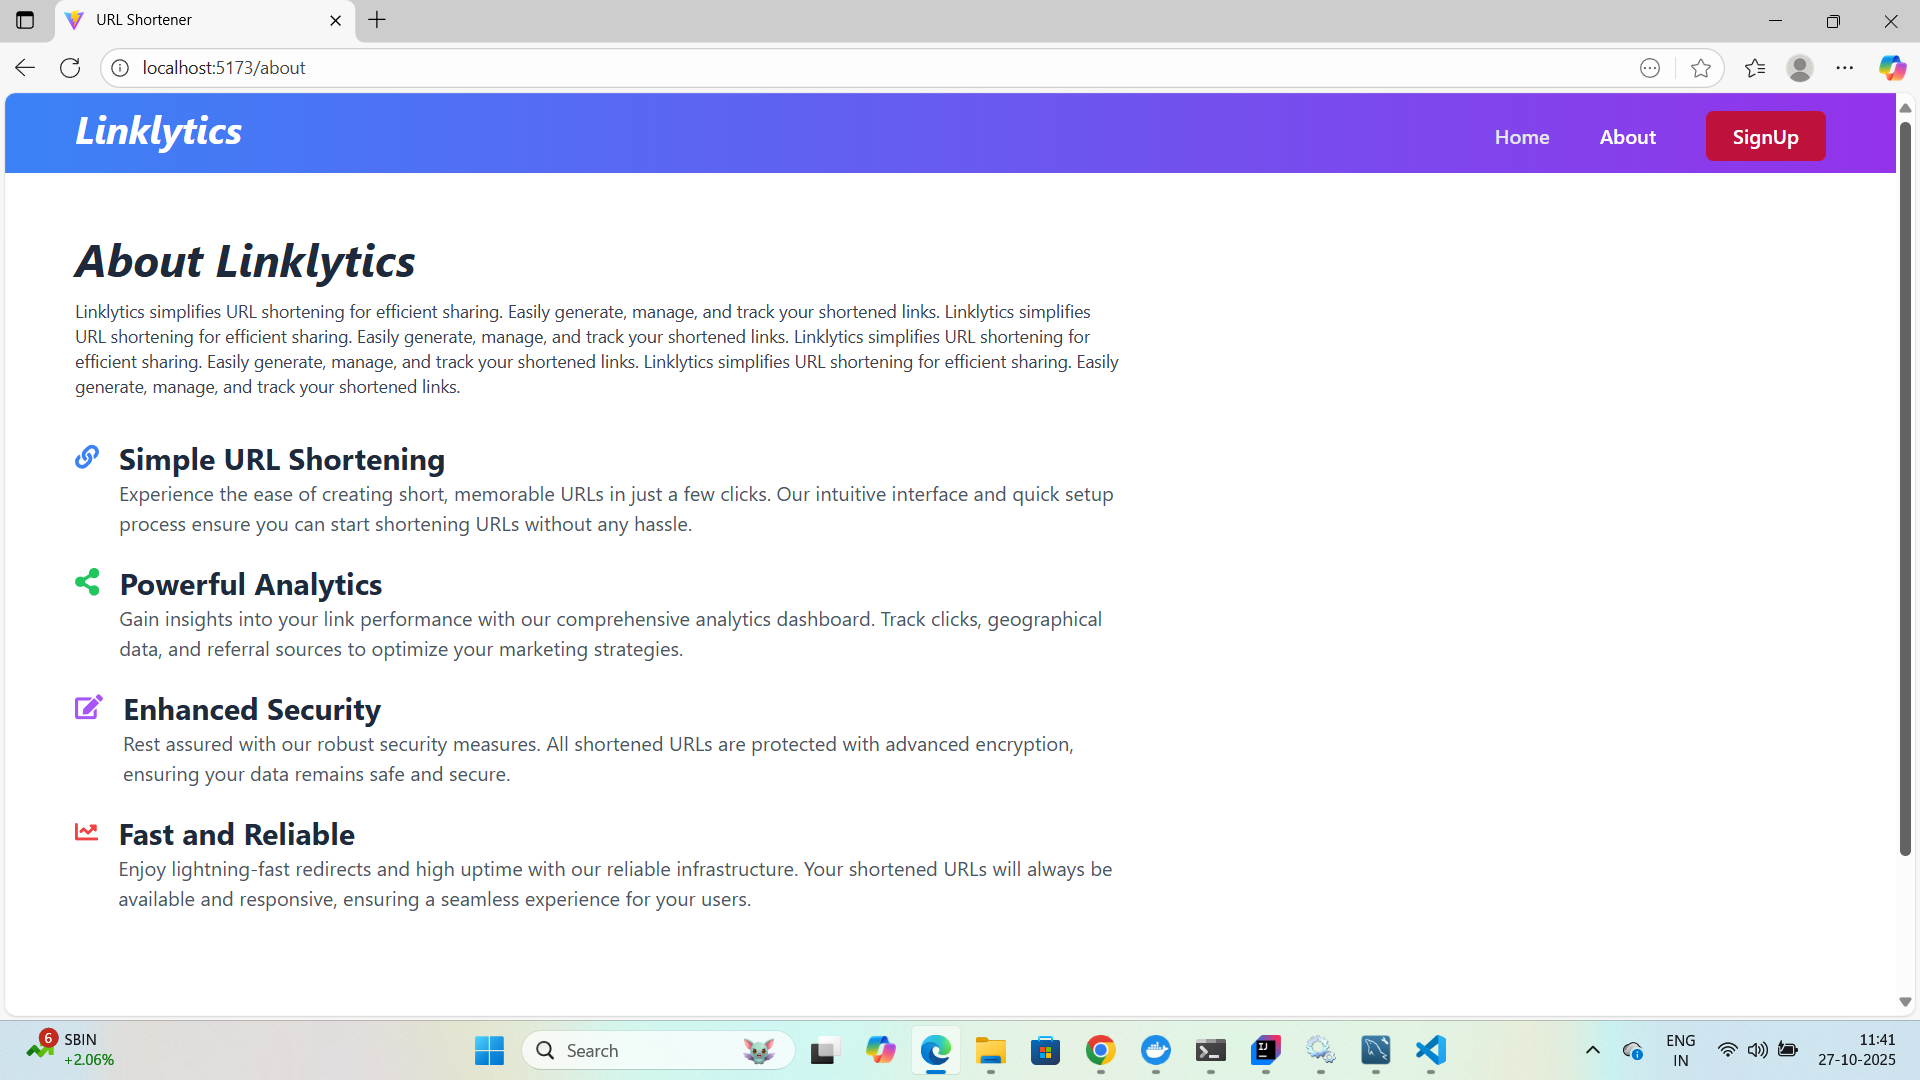 URL Shortener
localhost:5173/about
Linklytics
Home
About
SignUp
About Linklytics
Linklytics simplifies URL shortening for efficient sharing. Easily generate, manage, and track your shortened links. Linklytics simplifies
URL shortening for efficient sharing. Easily generate, manage, and track your shortened links. Linklytics simplifies URL shortening for
efficient sharing. Easily generate, manage, and track your shortened links. Linklytics simplifies URL shortening for efficient sharing. Easily
generate, manage, and track your shortened links.
Simple URL Shortening
Experience the ease of creating short, memorable URLs in just a few clicks. Our intuitive interface and quick setup
process ensure you can start shortening URLs without any hassle.
Powerful Analytics
Gain insights into your link performance with our comprehensive analytics dashboard. Track clicks, geographical
data, and referral sources to optimize your marketing strategies.
Enhanced Security
Rest assured with our robust security measures. All shortened URLs are protected with advanced encryption,
ensuring your data remains safe and secure.
Fast and Reliable
Enjoy lightning-fast redirects and high uptime with our reliable infrastructure. Your shortened URLs will always be
available and responsive, ensuring a seamless experience for your users.
6
SBIN
+2.06%
Search
IJ
ENG
IN
11:41
27-10-2025